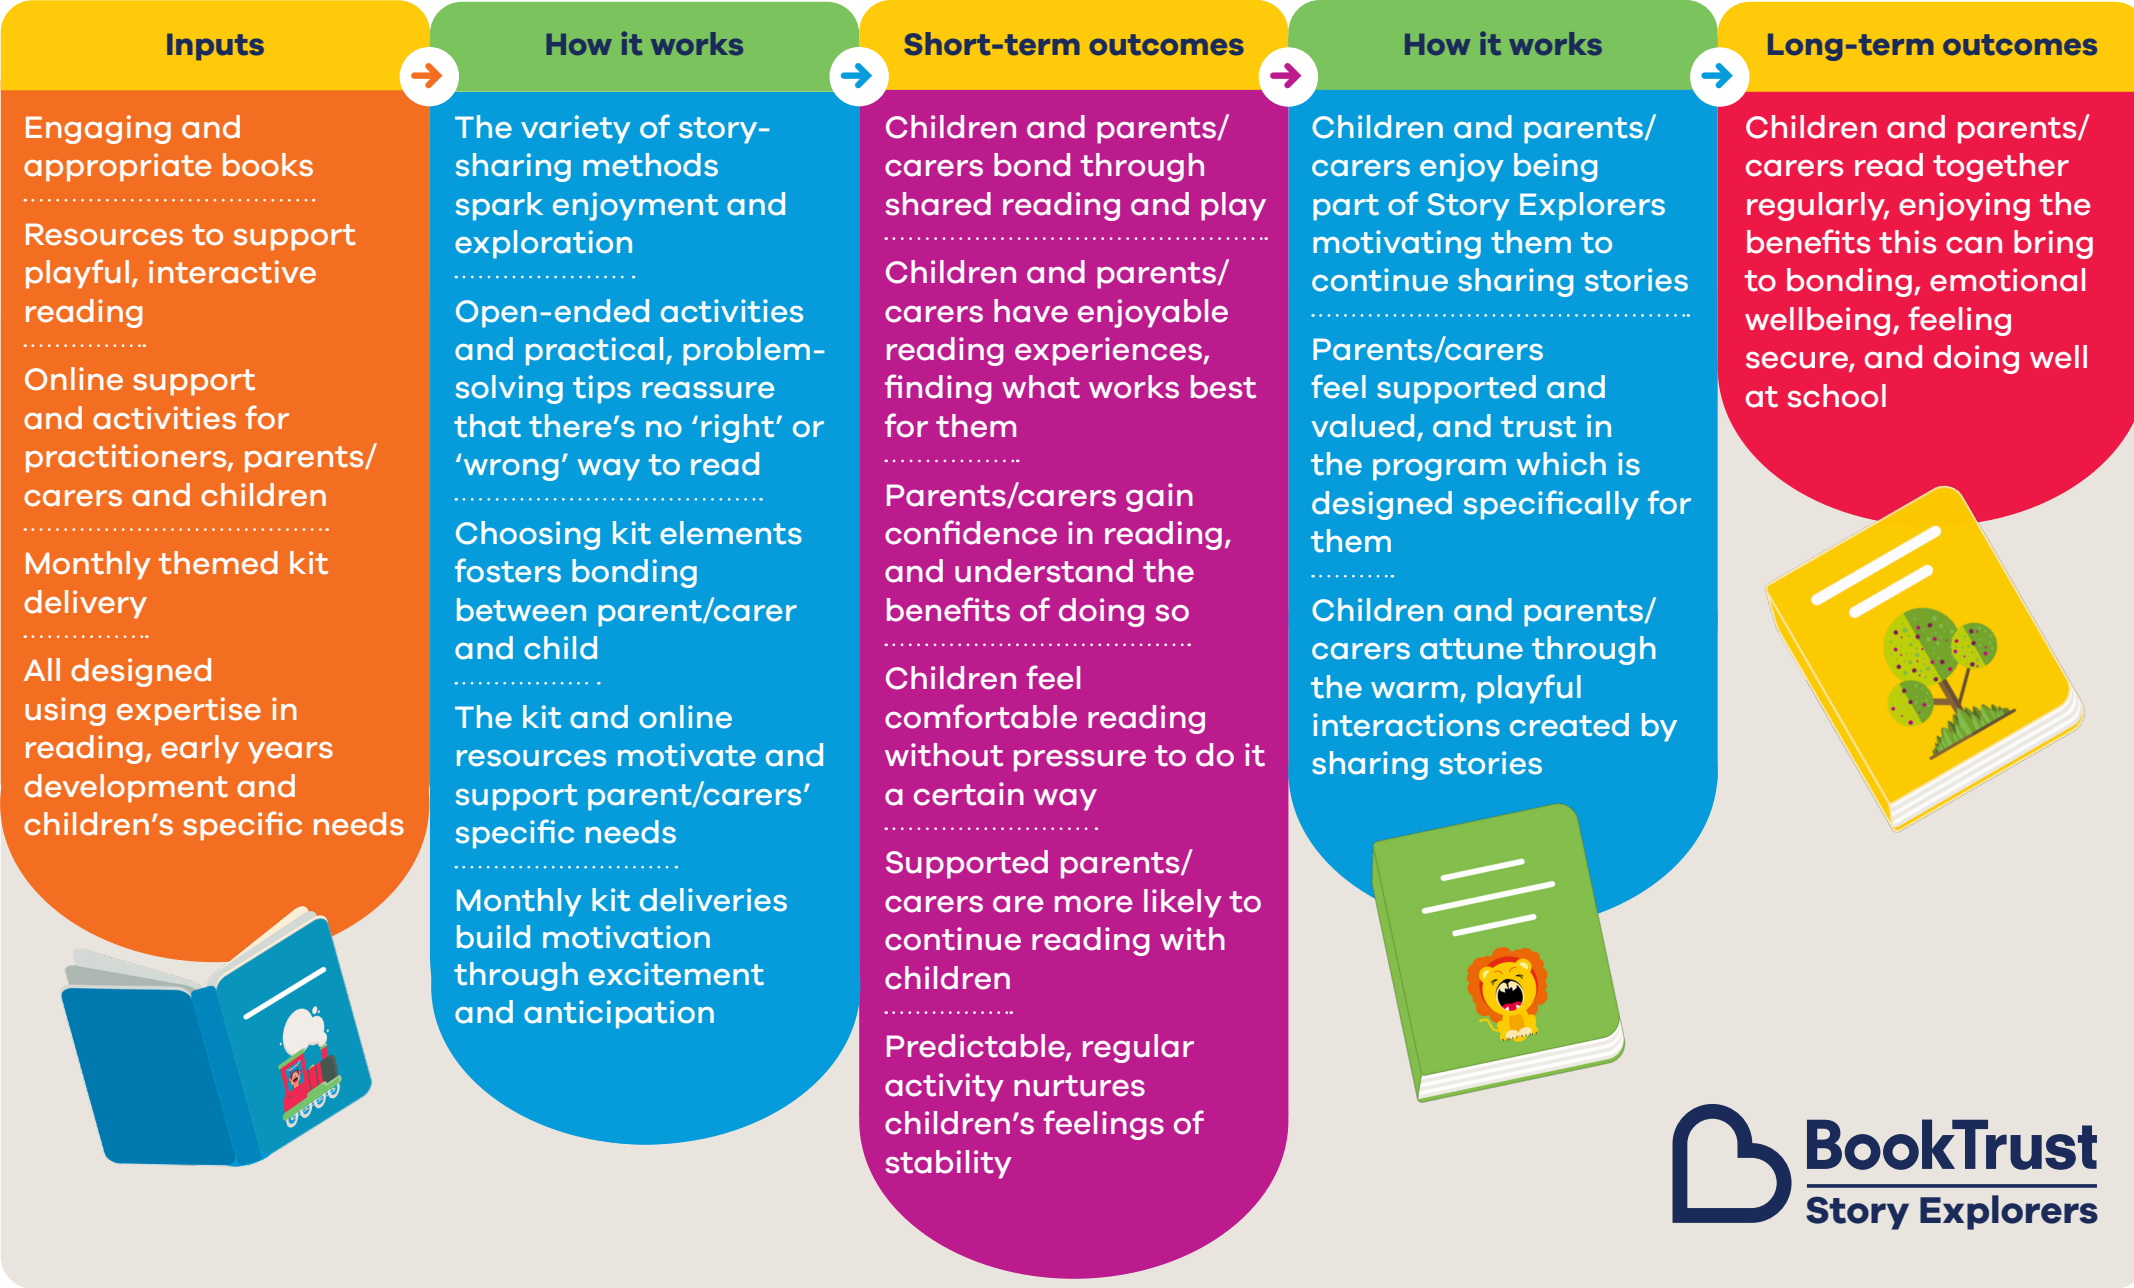 Inputs
Engaging and
appropriate books
Resources to support
playful, interactive
reading
Online support
and activities for
practitioners, parents/
carers and children
Monthly themed kit
delivery
All designed
using expertise in
reading, early years
development and
children's specific needs
How it works
The variety of story-
sharing methods
spark enjoyment and
exploration
Open-ended activities
and practical, problem-
solving tips reassure
that there's no 'right' or
'wrong' way to read
Choosing kit elements
fosters bonding
between parent/carer
and child
The kit and online
resources motivate and
support parent/carers'
specific needs
Monthly kit deliveries
build motivation
through excitement
and anticipation
Short-term outcomes
Children and parents/
carers bond through
shared reading and play
Children and parents/
carers have enjoyable
reading experiences,
finding what works best
for them
Parents/carers gain
confidence in reading,
and understand the
benefits of doing so
Children feel
comfortable reading
without pressure to do it
a certain way
Supported parents/
carers are more likely to
continue reading with
children
Predictable, regular
activity nurtures
children's feelings of
stability
How it works
Children and parents/
carers enjoy being
part of Story Explorers
motivating them to
continue sharing stories
Parents/carers
feel supported and
valued, and trust in
the program which is
designed specifically for
them
Children and parents/
carers attune through
the warm, playful
interactions created by
sharing stories
Long-term outcomes
Children and parents/
carers read together
regularly, enjoying the
benefits this can bring
to bonding, emotional
wellbeing, feeling
secure, and doing well
at school
BookTrust
Story Explorers